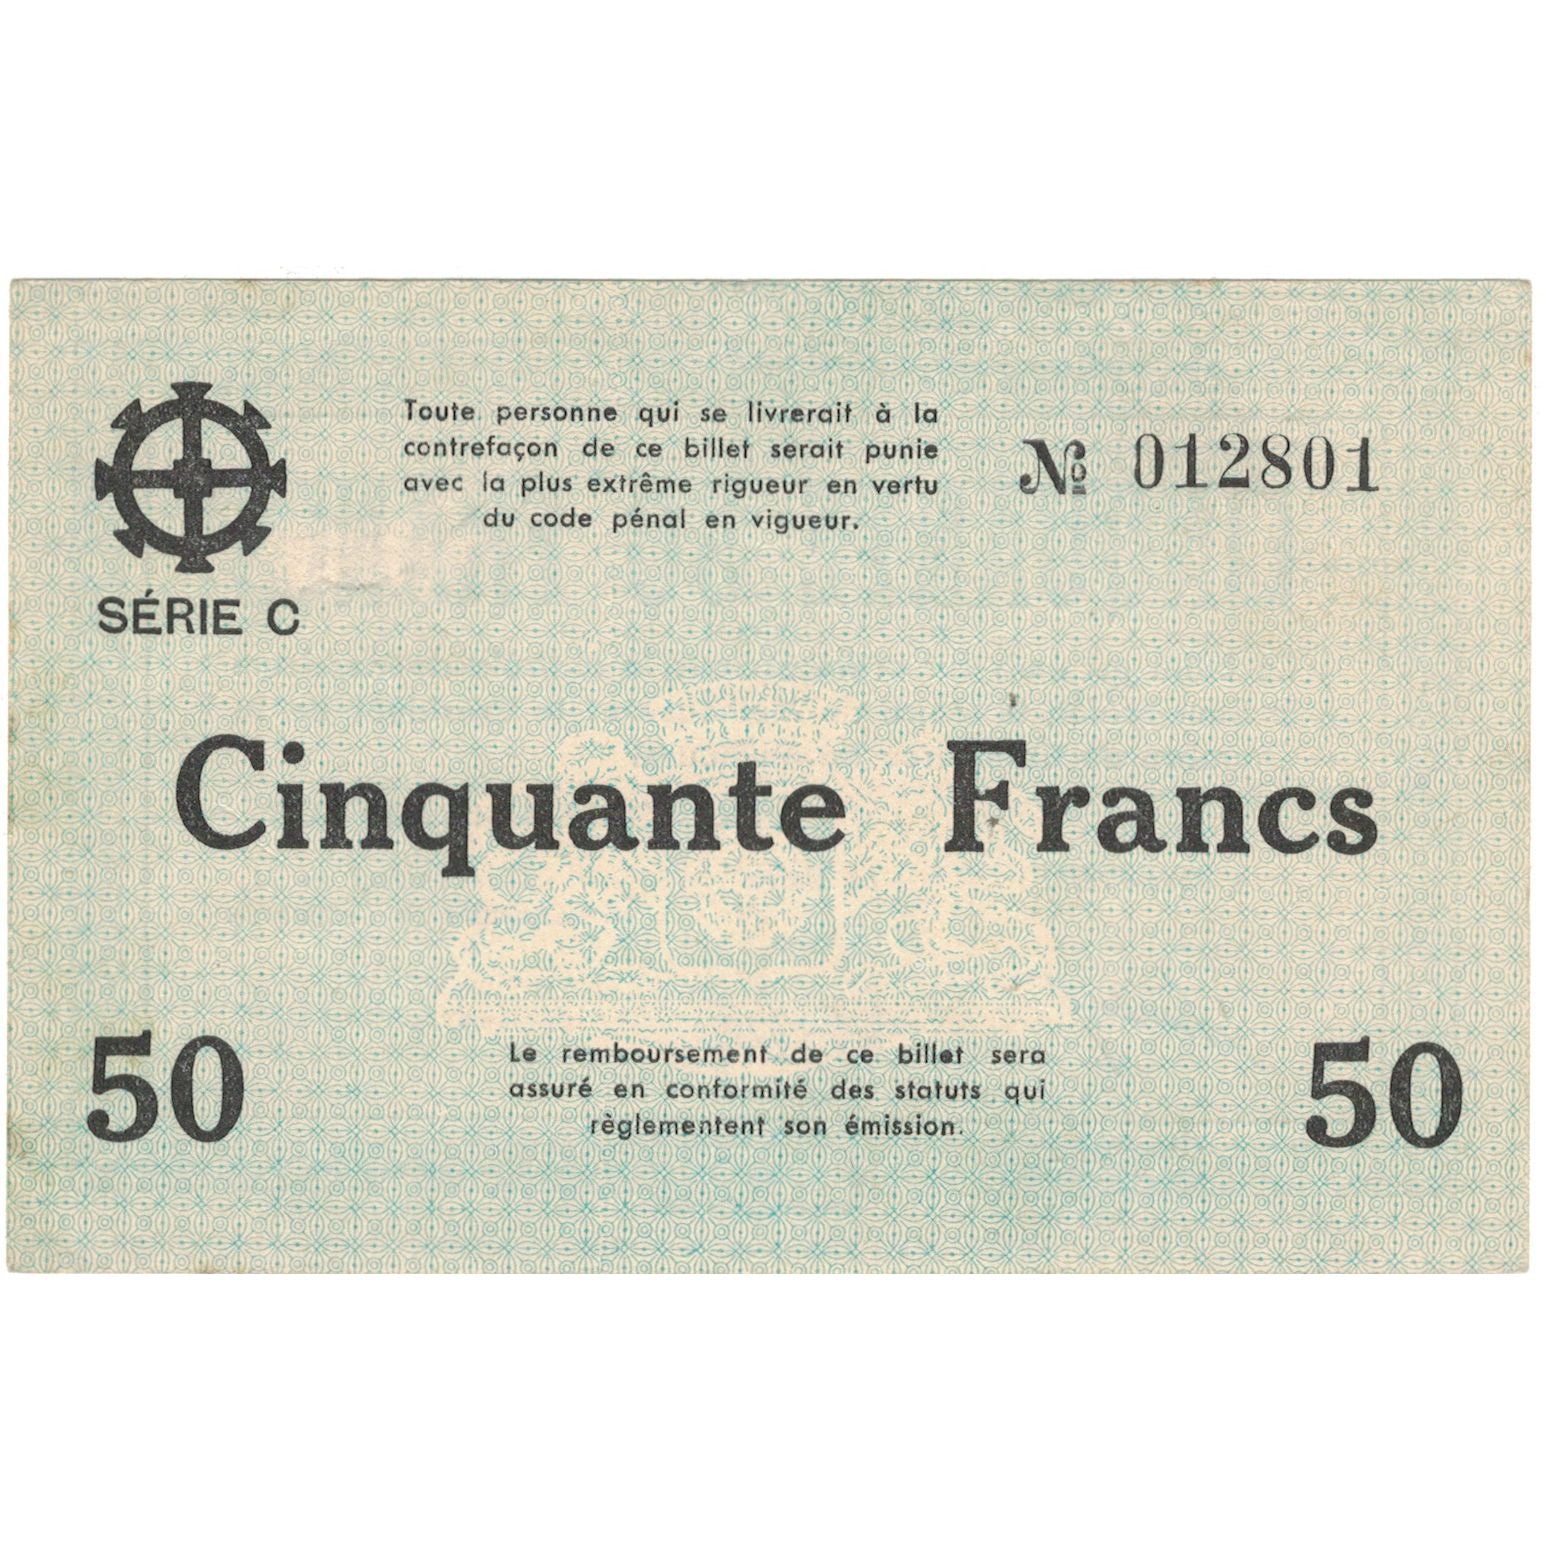 Toute personne qui se livrerait à la
contrefaçon de ce billet serait punie
avec la plus extrême rigueur en vertu
du code pénal en vigueur.
№ 012801
SÉRIE C
Cinquante Francs
50
Le remboursement de ce billet sera
assuré en conformité des statuts qui
règlementent son émission.
50